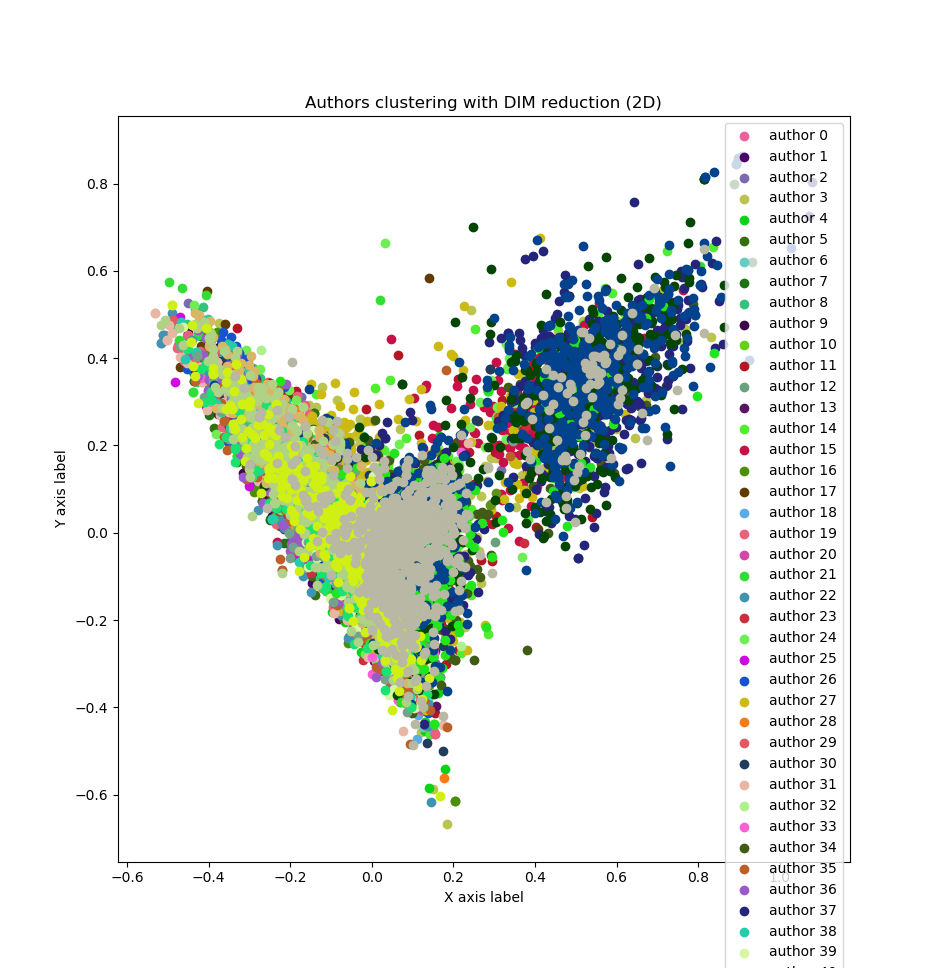 Authors clustering with DIM reduction (2D)
Y axis label
0.8
0.6
0.4
0.2
0.0
−0.2
−0.4
−0.6
−0.6
−0.4
−0.2
0.0
0.2
0.4
0.6
0.8
1.0
X axis label
author 0
author 1
author 2
author 3
author 4
author 5
author 6
author 7
author 8
author 9
author 10
author 11
author 12
author 13
author 14
author 15
author 16
author 17
author 18
author 19
author 20
author 21
author 22
author 23
author 24
author 25
author 26
author 27
author 28
author 29
author 30
author 31
author 32
author 33
author 34
author 35
author 36
author 37
author 38
author 39